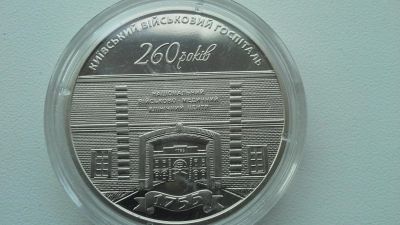 КИЇВСЬКИЙ ВІЙСЬКОВИЙ ГОСПІТАЛЬ
260 років
НАЦІОНАЛЬНИЙ
ВІЙСЬКОВО-МЕДИЧНИЙ
КЛІНІЧНИЙ ЦЕНТР
1755